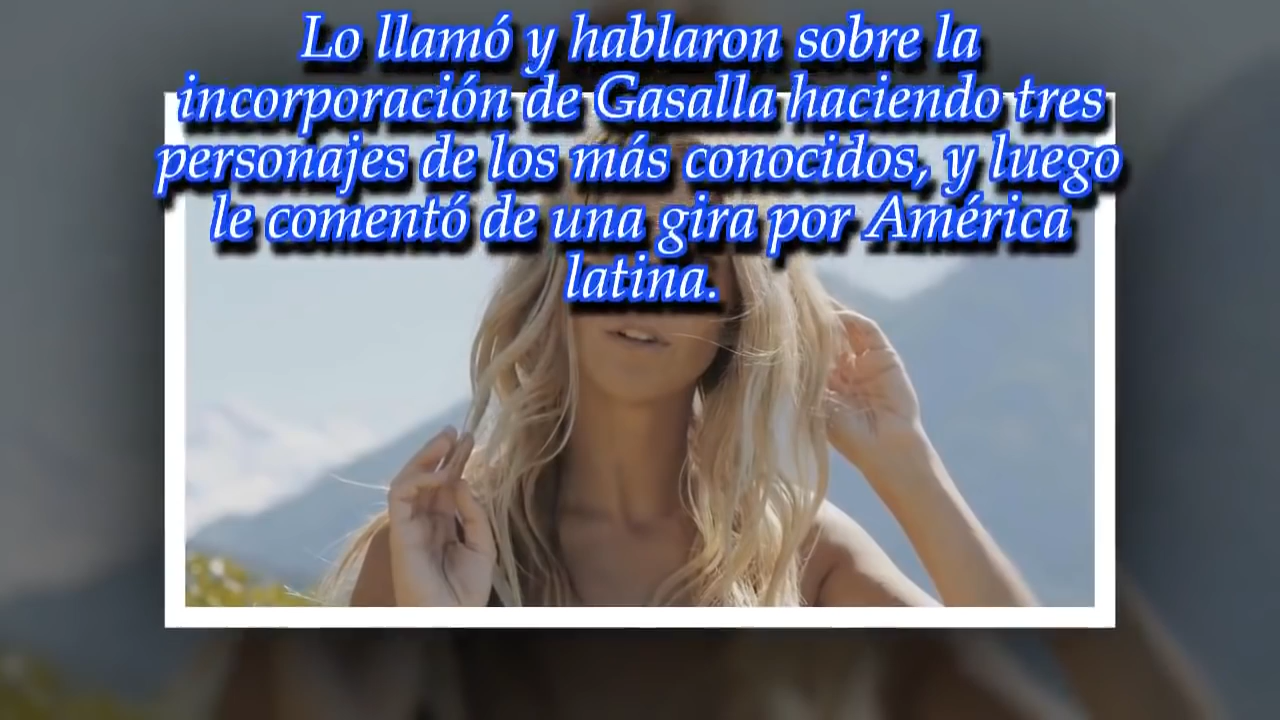 Lo llamó y hablaron sobre la
incorporación de Gasalla haciendo tres
personajes de los más conocidos, y luego
le comentó de una gira por América
latina.